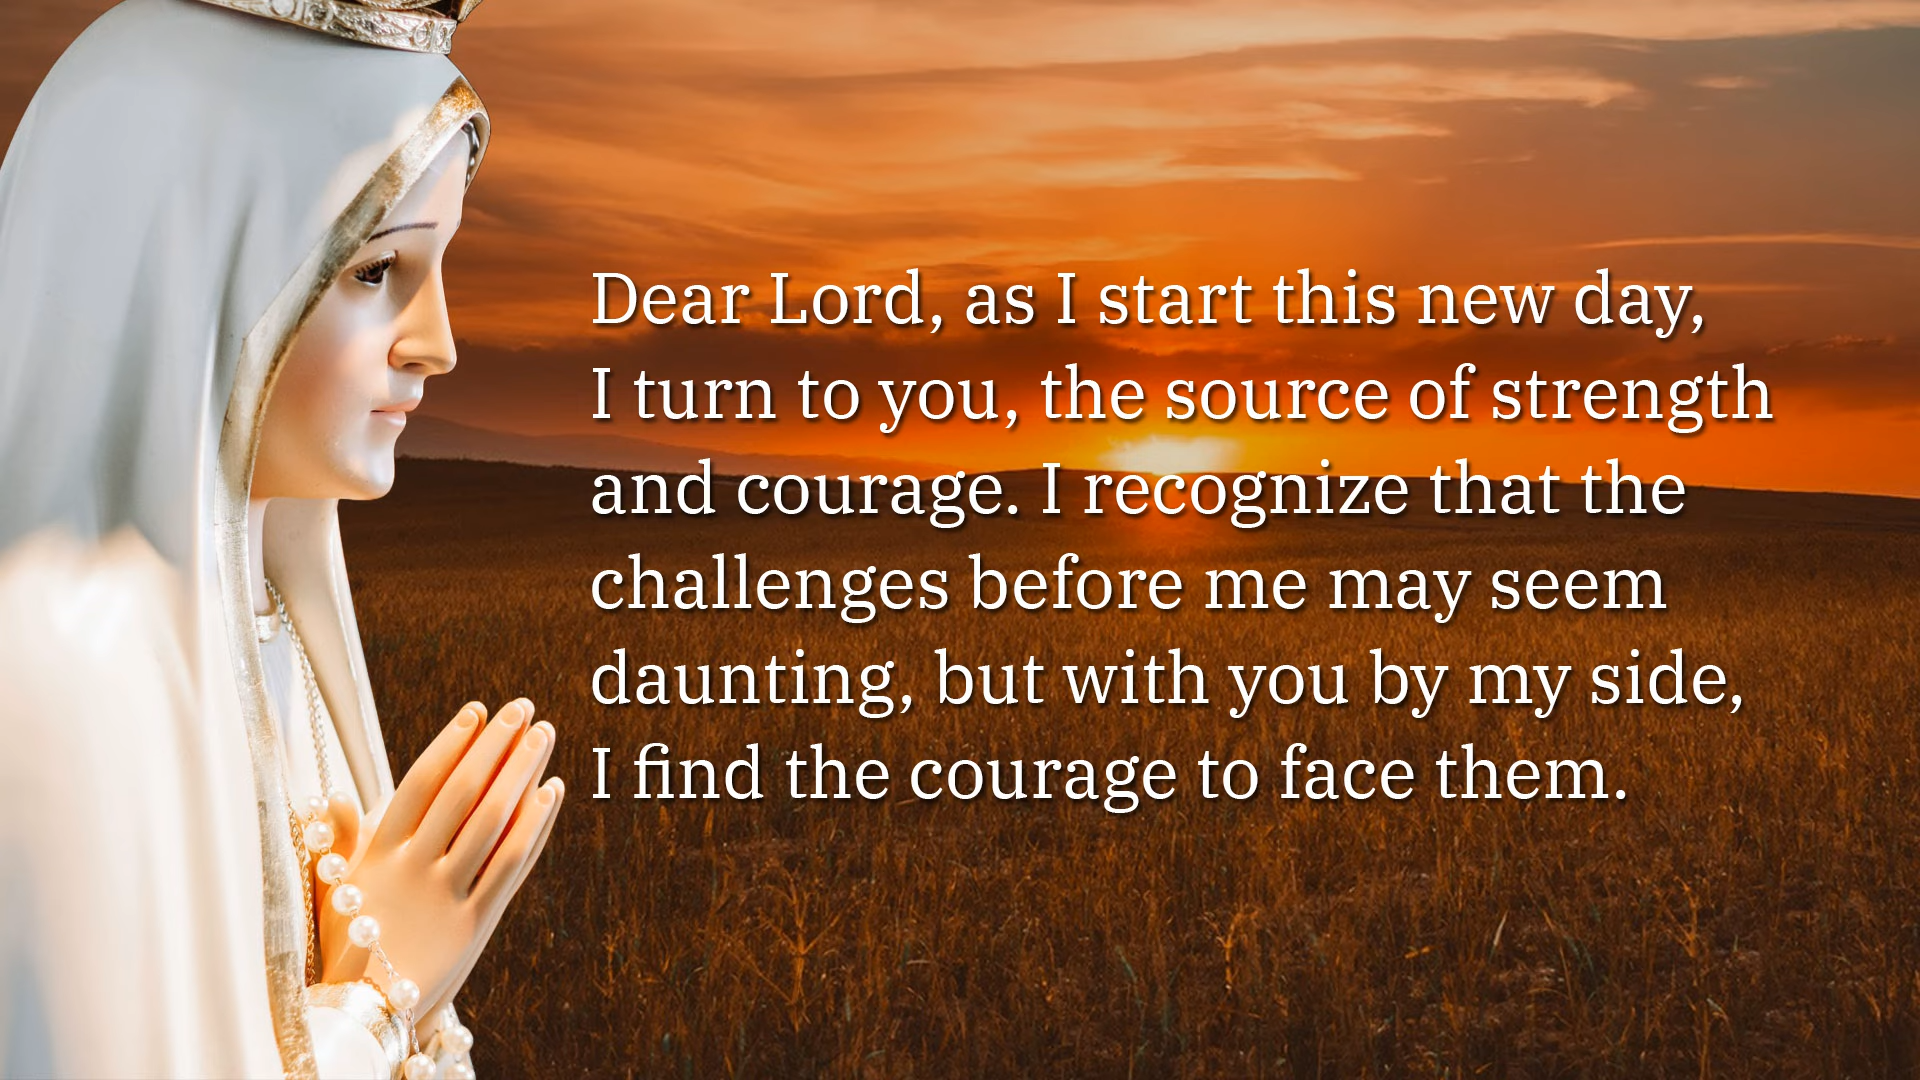 Dear Lord, as I start this new day,
I turn to you, the source of strength
and courage. I recognize that the
challenges before me may seem
daunting, but with you by my side,
I find the courage to face them.